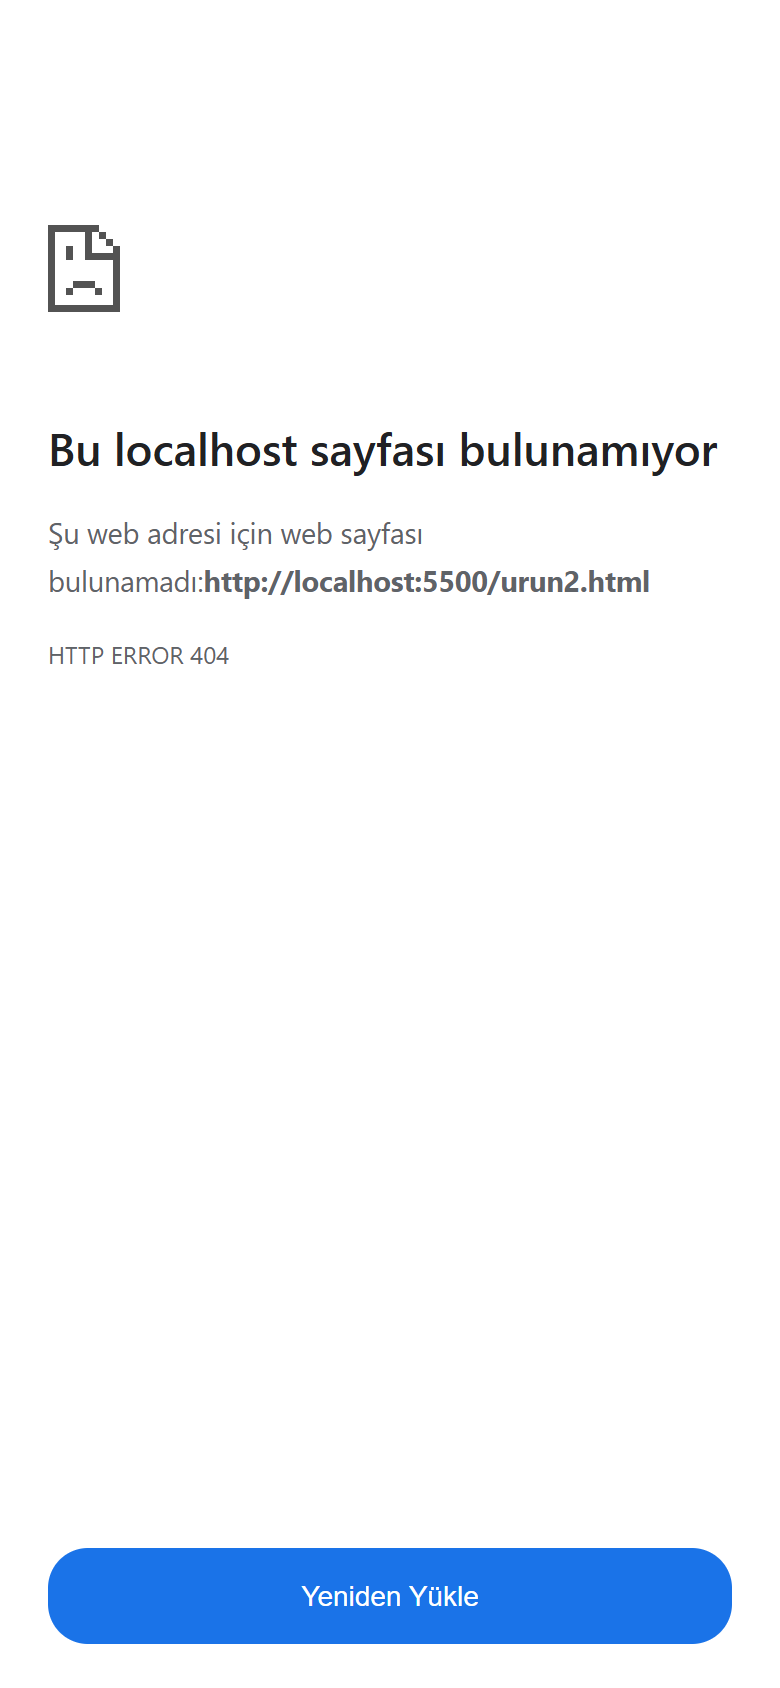 Bu localhost sayfası bulunamıyor
Şu web adresi için web sayfası
bulunamadı:http://localhost:5500/urun2.html
HTTP ERROR 404
Yeniden Yükle